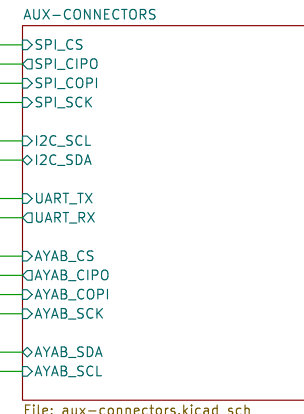 AUX-CONNECTORS
SPI_CS
SPI_CIPO
SPI_COPI
SPI_SCK
I2C_SCL
I2C_SDA
UART_TX
UART_RX
AYAB_CS
AYAB_CIPO
AYAB_COPI
AYAB_SCK
AYAB_SDA
AYAB_SCL
File: aux-connectors.kicad_sch